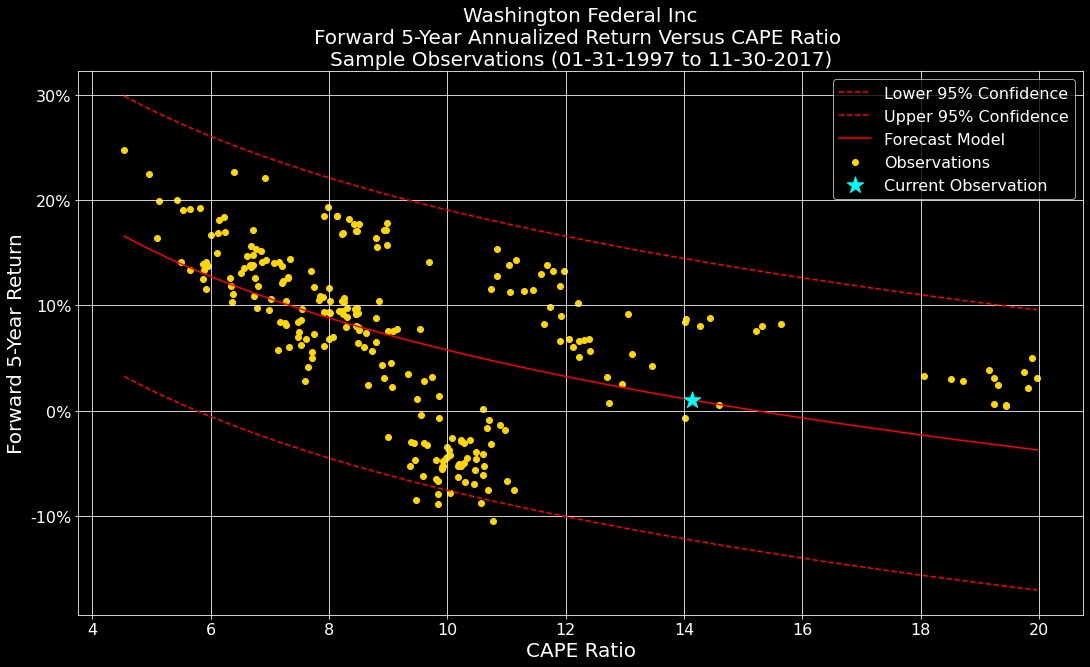 Washington Federal Inc
Forward 5-Year Annualized Return Versus CAPE Ratio
Sample Observations (01-31-1997 to 11-30-2017)
Lower 95% Confidence
Upper 95% Confidence
Forecast Model
Observations
Current Observation
Forward 5-Year Return
30%
20%
10%
0%
-10%
4 6 8 10 12 14 16 18 20
CAPE Ratio